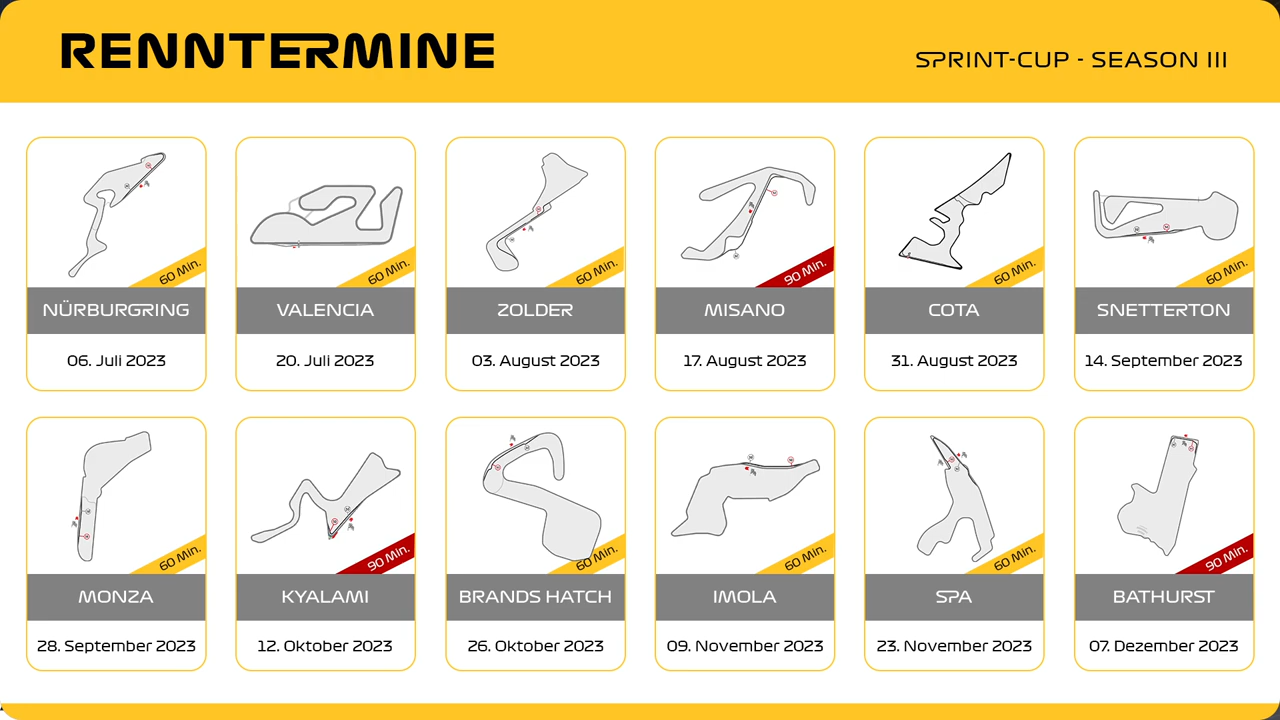 RENNTERMINE
SPRINT-CUP - SEASON III
60 Min.
NÜRBURGRING
06. Juli 2023
60 Min.
VALENCIA
20. Juli 2023
60 Min.
ZOLDER
03. August 2023
90 Min.
MISANO
17. August 2023
60 Min.
COTA
31. August 2023
60 Min.
SNETTERTON
14. September 2023
60 Min.
MONZA
28. September 2023
90 Min.
KYALAMI
12. Oktober 2023
60 Min.
BRANDS HATCH
26. Oktober 2023
60 Min.
IMOLA
09. November 2023
60 Min.
SPA
23. November 2023
90 Min.
BATHURST
07. Dezember 2023